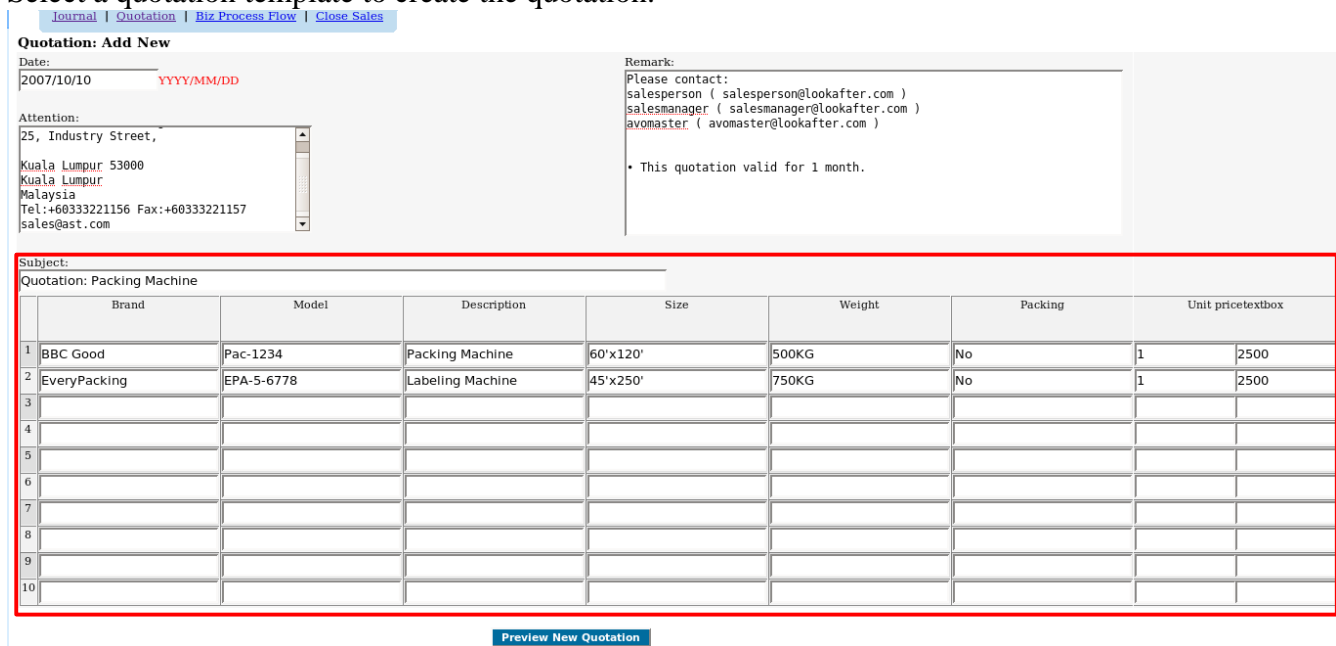 Select a quotation template to create the quotation.
Journal | Quotation | Biz Process Flow | Close Sales
Quotation: Add New
Date:
2007/10/10 YYYY/MM/DD
Attention:
25, Industry Street,
Kuala Lumpur 53000
Kuala Lumpur
Malaysia
Tel:+60333221156 Fax:+60333221157
sales@ast.com
Remark:
Please contact:
salesperson ( salesperson@lookafter.com )
salesmanager ( salesmanager@lookafter.com )
avomaster ( avomaster@lookafter.com )
• This quotation valid for 1 month.
Subject:
Quotation: Packing Machine
Brand Model Description Size Weight Packing Unit pricetextbox
1 BBC Good Pac-1234 Packing Machine 60'x120' 500KG No 1 2500
2 EveryPacking EPA-5-6778 Labeling Machine 45'x250' 750KG No 1 2500
3
4
5
6
7
8
9
10
Preview New Quotation